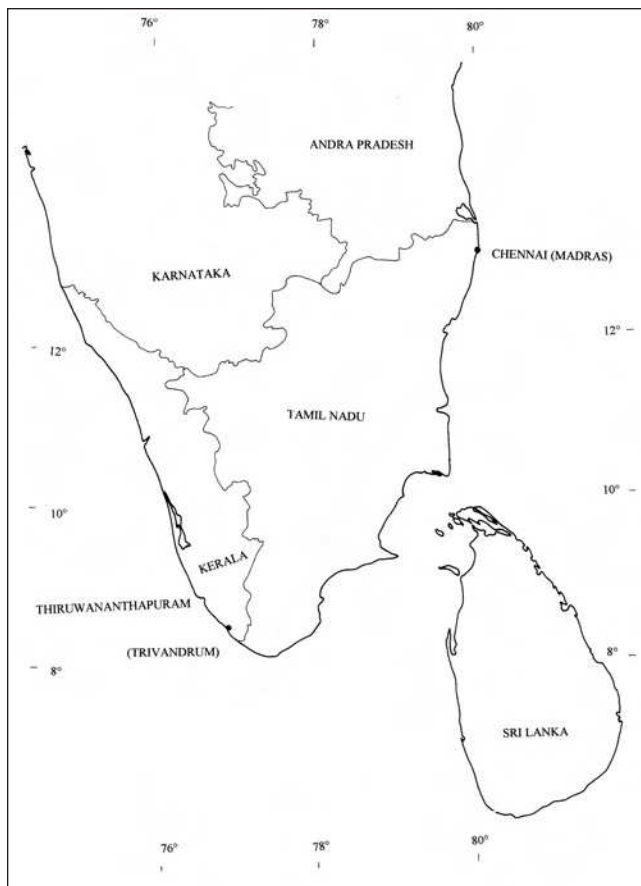 76°
78°
80°
ANDRA PRADESH
CHENNAI (MADRAS)
KARNATAKA
12°
12°
TAMIL NADU
10°
10°
KERALA
THIRUWANANTHAPURAM
(TRIVANDRUM)
8°
8°
SRI LANKA
76°
78°
80°